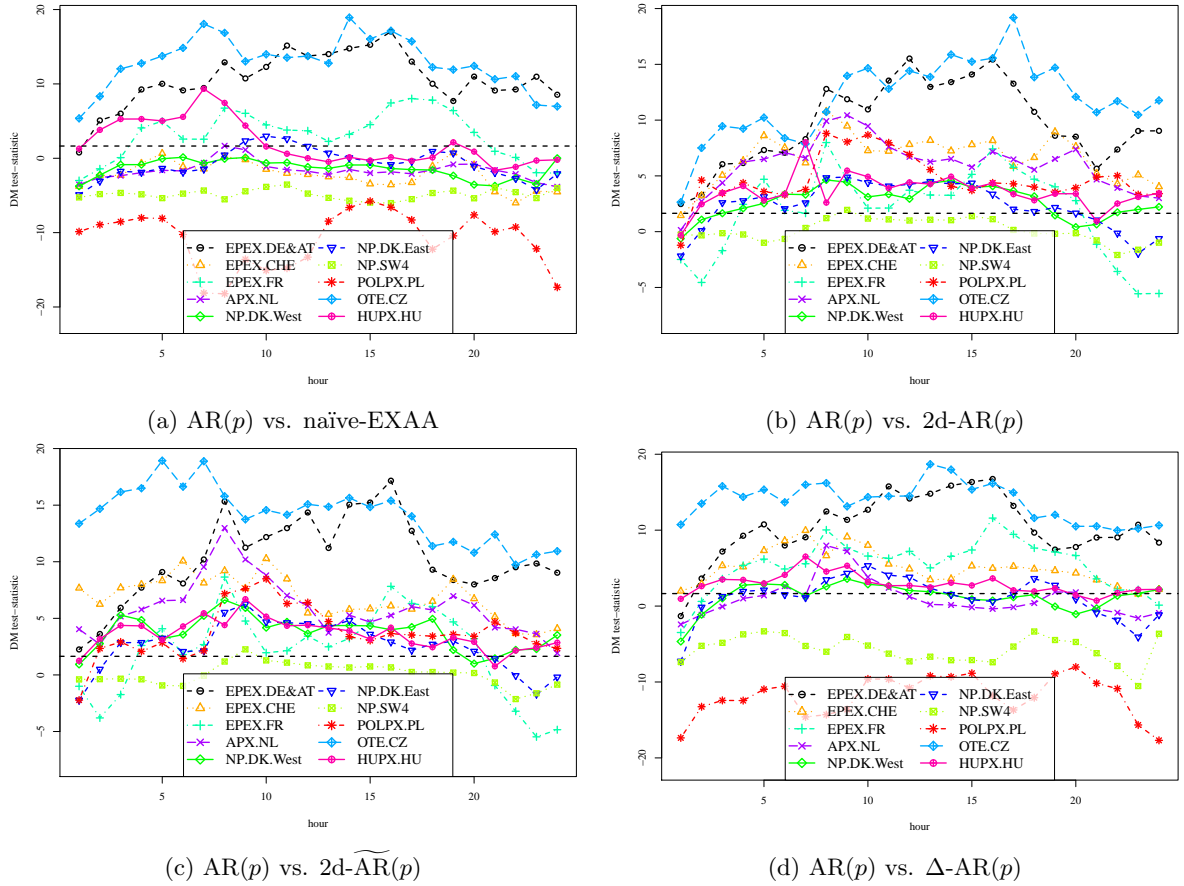 20
10
0
−10
−20
DM test−statistic
5
10
15
20
hour
EPEX.DE&AT
EPEX.CHE
EPEX.FR
APX.NL
NP.DK.West
NP.DK.East
NP.SW4
POLPX.PL
OTE.CZ
HUPX.HU
(a) AR(p) vs. naïve-EXAA
20
15
10
5
0
−5
DM test−statistic
5
10
15
20
hour
EPEX.DE&AT
EPEX.CHE
EPEX.FR
APX.NL
NP.DK.West
NP.DK.East
NP.SW4
POLPX.PL
OTE.CZ
HUPX.HU
(b) AR(p) vs. 2d-AR(p)
20
15
10
5
0
−5
DM test−statistic
5
10
15
20
hour
EPEX.DE&AT
EPEX.CHE
EPEX.FR
APX.NL
NP.DK.West
NP.DK.East
NP.SW4
POLPX.PL
OTE.CZ
HUPX.HU
(c) AR(p) vs. 2d-A͠R(p)
20
10
0
−10
−20
DM test−statistic
5
10
15
20
hour
EPEX.DE&AT
EPEX.CHE
EPEX.FR
APX.NL
NP.DK.West
NP.DK.East
NP.SW4
POLPX.PL
OTE.CZ
HUPX.HU
(d) AR(p) vs. Δ-AR(p)